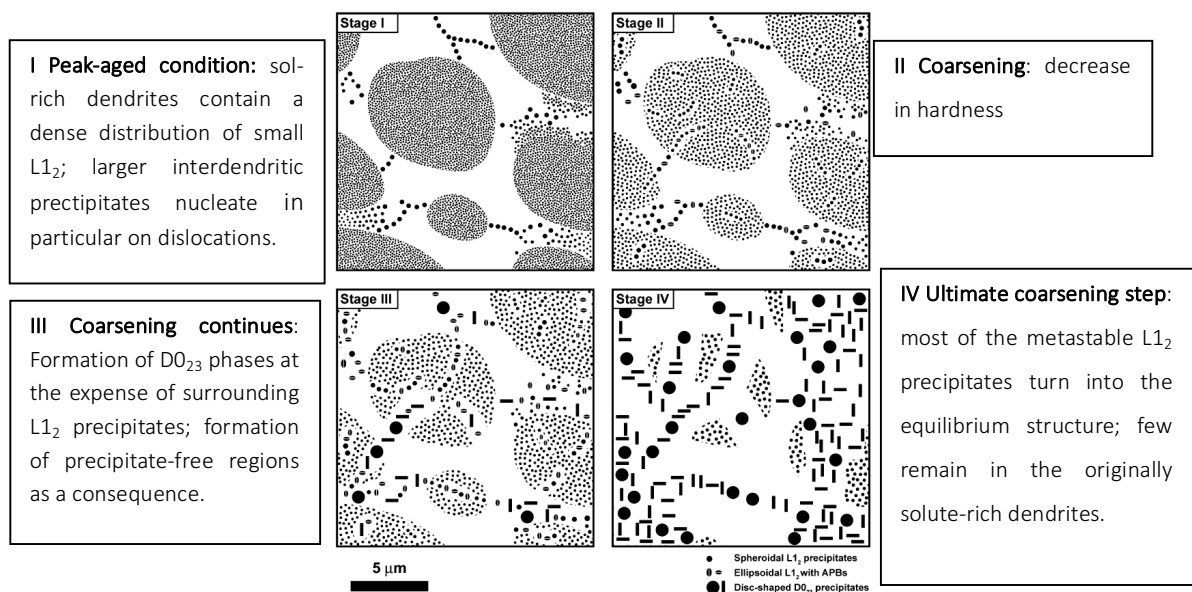 I Peak-aged condition: sol-
rich dendrites contain a
dense distribution of small
L1₂; larger interdendritic
prectipitates nucleate in
particular on dislocations.
Stage I
Stage II
II Coarsening: decrease
in hardness
III Coarsening continues:
Formation of D0₂₃ phases at
the expense of surrounding
L1₂ precipitates; formation
of precipitate-free regions
as a consequence.
Stage III
Stage IV
IV Ultimate coarsening step:
most of the metastable L1₂
precipitates turn into the
equilibrium structure; few
remain in the originally
solute-rich dendrites.
5 μm
Spheroidal L1₂ precipitates
Ellipsoidal L1₂ with APBs
Disc-shaped D0₂₃ precipitates